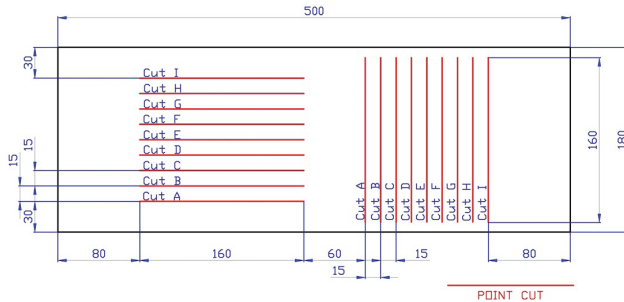 500
30
Cut I
Cut H
Cut G
Cut F
Cut E
Cut D
Cut C
Cut B
Cut A
15
15
30
Cut A
Cut B
Cut C
Cut D
Cut E
Cut F
Cut G
Cut H
Cut I
160
180
80
160
60
15
80
15
POINT CUT